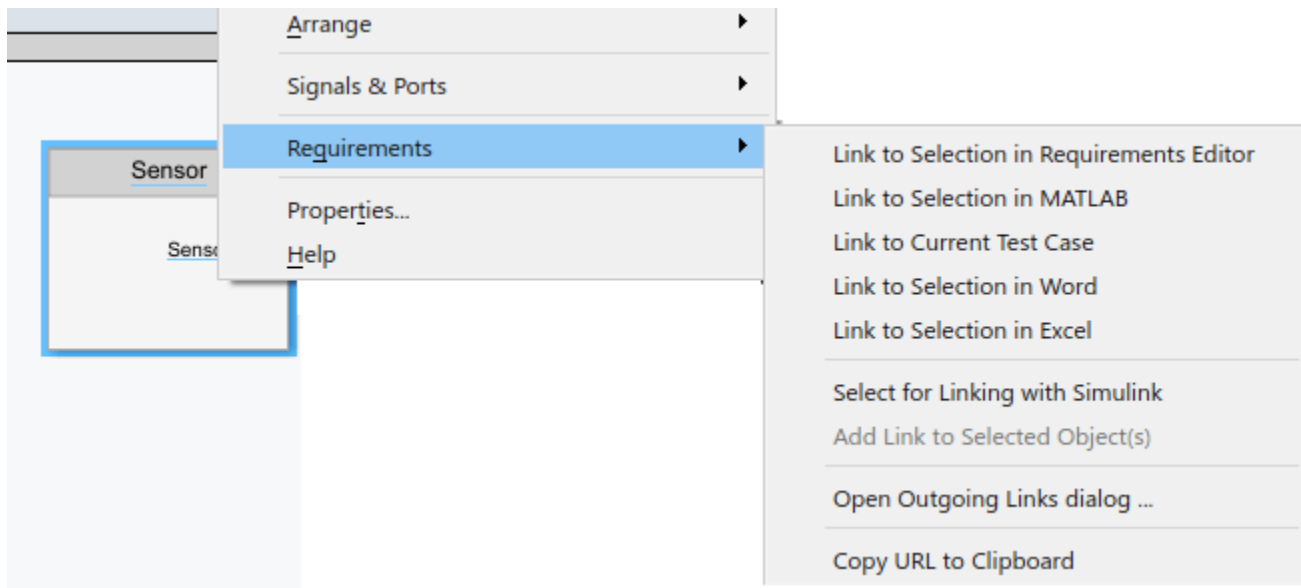 Arrange
Signals & Ports
Requirements
Properties...
Help
Sensor
Link to Selection in Requirements Editor
Link to Selection in MATLAB
Link to Current Test Case
Link to Selection in Word
Link to Selection in Excel
Select for Linking with Simulink
Add Link to Selected Object(s)
Open Outgoing Links dialog ...
Copy URL to Clipboard